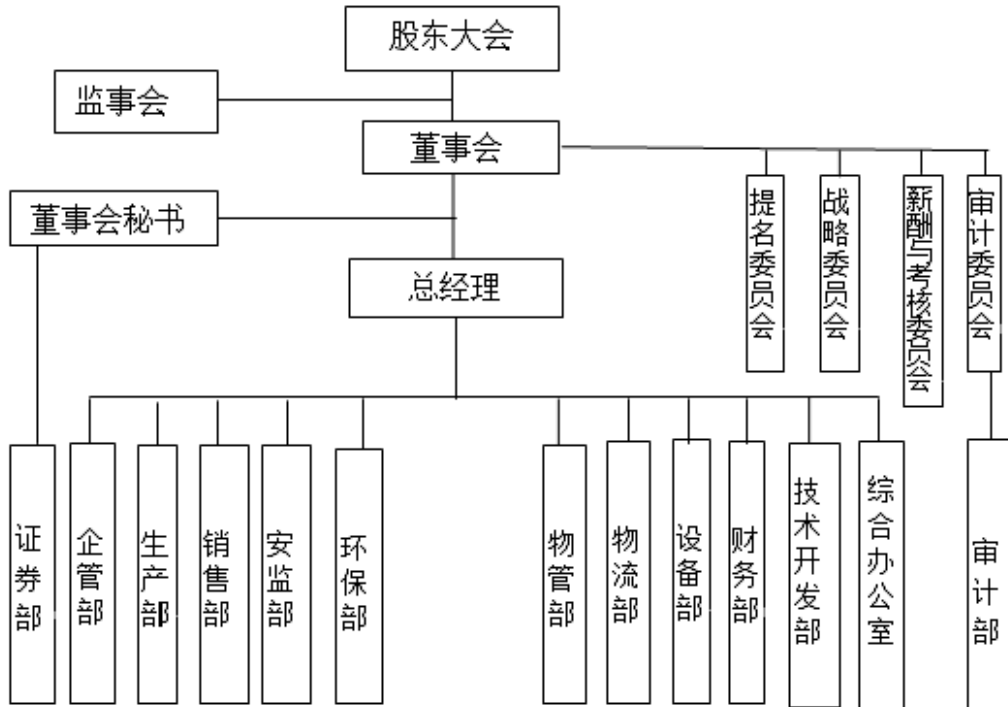 股东大会
监事会
董事会
董事会秘书
总经理
提名委员会
战略委员会
薪酬与考核委员会
审计委员会
证券部
企管部
生产部
销售部
安监部
环保部
物管部
物流部
设备部
财务部
技术开发部
综合办公室
审计部